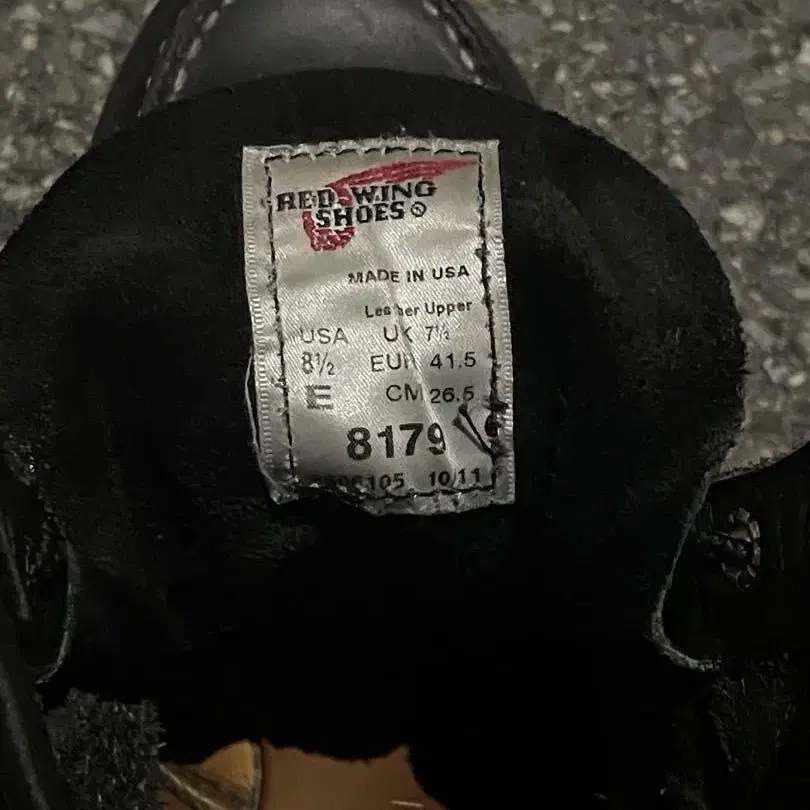 RED WING
SHOES ®
MADE IN USA
Leather Upper
USA UK 7½
8½ EUR 41.5
E CM 26.5
8179
6105 10/11